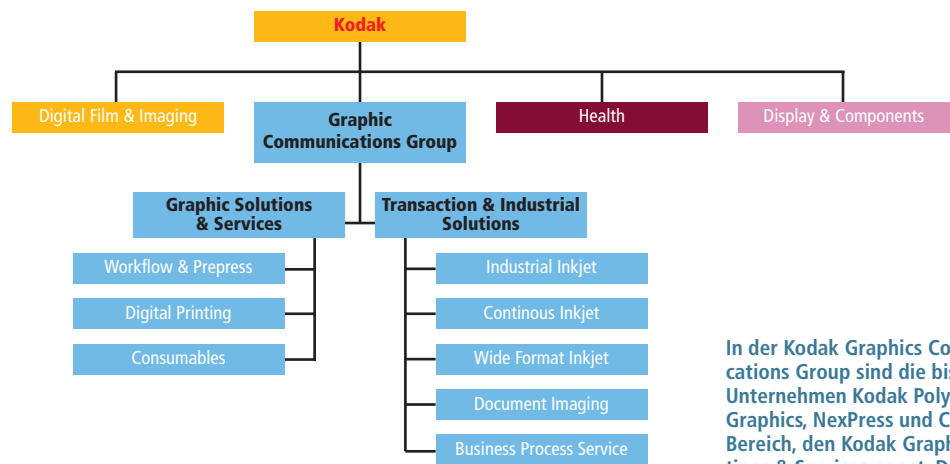 Kodak
Digital Film & Imaging
Graphic
Communications Group
Health
Display & Components
Graphic Solutions
& Services
Transaction & Industrial
Solutions
Workflow & Prepress
Digital Printing
Consumables
Industrial Inkjet
Continous Inkjet
Wide Format Inkjet
Document Imaging
Business Process Service
In der Kodak Graphics Co
cations Group sind die bis
Unternehmen Kodak Poly
Graphics, NexPress und C
Bereich, den Kodak Graph